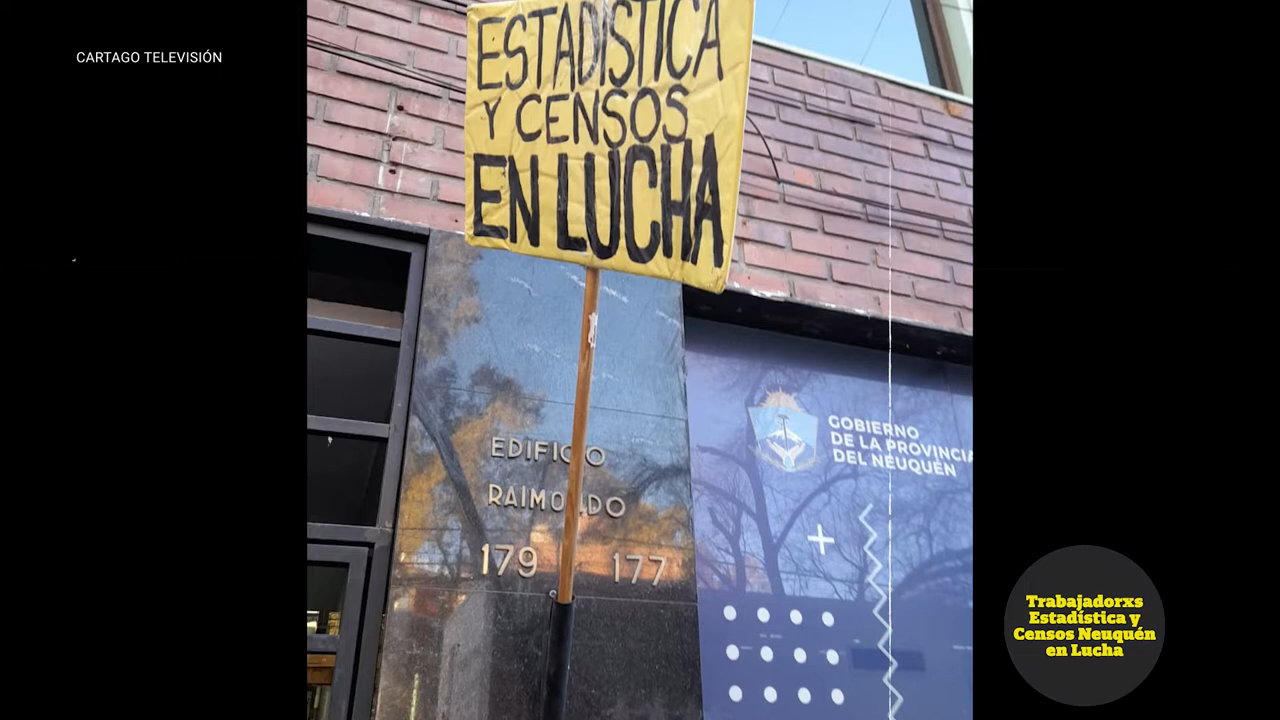 CARTAGO TELEVISIÓN
ESTADÍSTICA
Y CENSOS
EN LUCHA
EDIFICIO
RAIMONDO
179 177
GOBIERNO
DE LA PROVINCIA
DEL NEUQUÉN
Trabajadorxs
Estadística y
Censos Neuquén
en Lucha